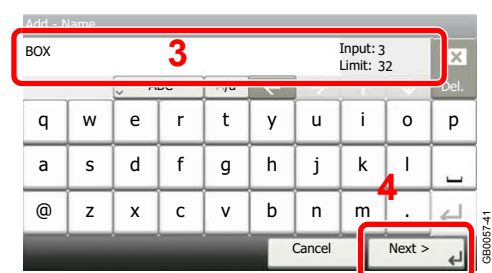 Add - Name
BOX
3
Input: 3
Limit: 32
ABC
A/a
Del.
q w e r t y u i o p
a s d f g h j k l
4
@ z x c v b n m .
Cancel
Next >
GB0057-41